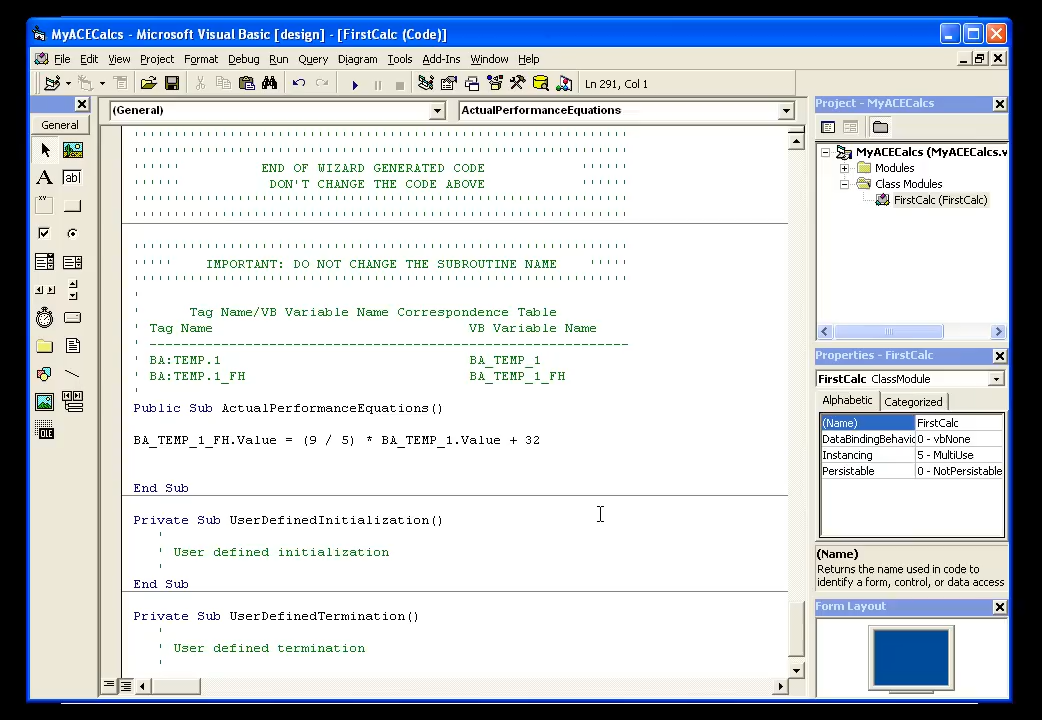 MyACECalcs - Microsoft Visual Basic [design] - [FirstCalc (Code)]
File Edit View Project Format Debug Run Query Diagram Tools Add-Ins Window Help
Ln 291, Col 1
General
(General)
ActualPerformanceEquations
'''''''''''''''''''''''''''''''''''''''''''''''''''''''''''''''
'''''''''''''''''''''''''''''''''''''''''''''''''''''''''''''''
'''''' END OF WIZARD GENERATED CODE ''''''
'''''' DON'T CHANGE THE CODE ABOVE ''''''
'''''''''''''''''''''''''''''''''''''''''''''''''''''''''''''''
'''''''''''''''''''''''''''''''''''''''''''''''''''''''''''''''
'''''''''''''''''''''''''''''''''''''''''''''''''''''''''''''''
''''' IMPORTANT: DO NOT CHANGE THE SUBROUTINE NAME '''''
'''''''''''''''''''''''''''''''''''''''''''''''''''''''''''''''
'
' Tag Name/VB Variable Name Correspondence Table
' Tag Name VB Variable Name
' ------------------------------------------------------------
' BA:TEMP.1 BA_TEMP_1
' BA:TEMP.1_FH BA_TEMP_1_FH
'
Public Sub ActualPerformanceEquations()
BA_TEMP_1_FH.Value = (9 / 5) * BA_TEMP_1.Value + 32
End Sub
Private Sub UserDefinedInitialization()
'
' User defined initialization
'
End Sub
Private Sub UserDefinedTermination()
'
' User defined termination
'
Project - MyACECalcs
MyACECalcs (MyACECalcs.v
Modules
Class Modules
FirstCalc (FirstCalc)
Properties - FirstCalc
FirstCalc ClassModule
Alphabetic Categorized
(Name) FirstCalc
DataBindingBehavic 0 - vbNone
Instancing 5 - MultiUse
Persistable 0 - NotPersistable
(Name)
Returns the name used in code to
identify a form, control, or data access
Form Layout